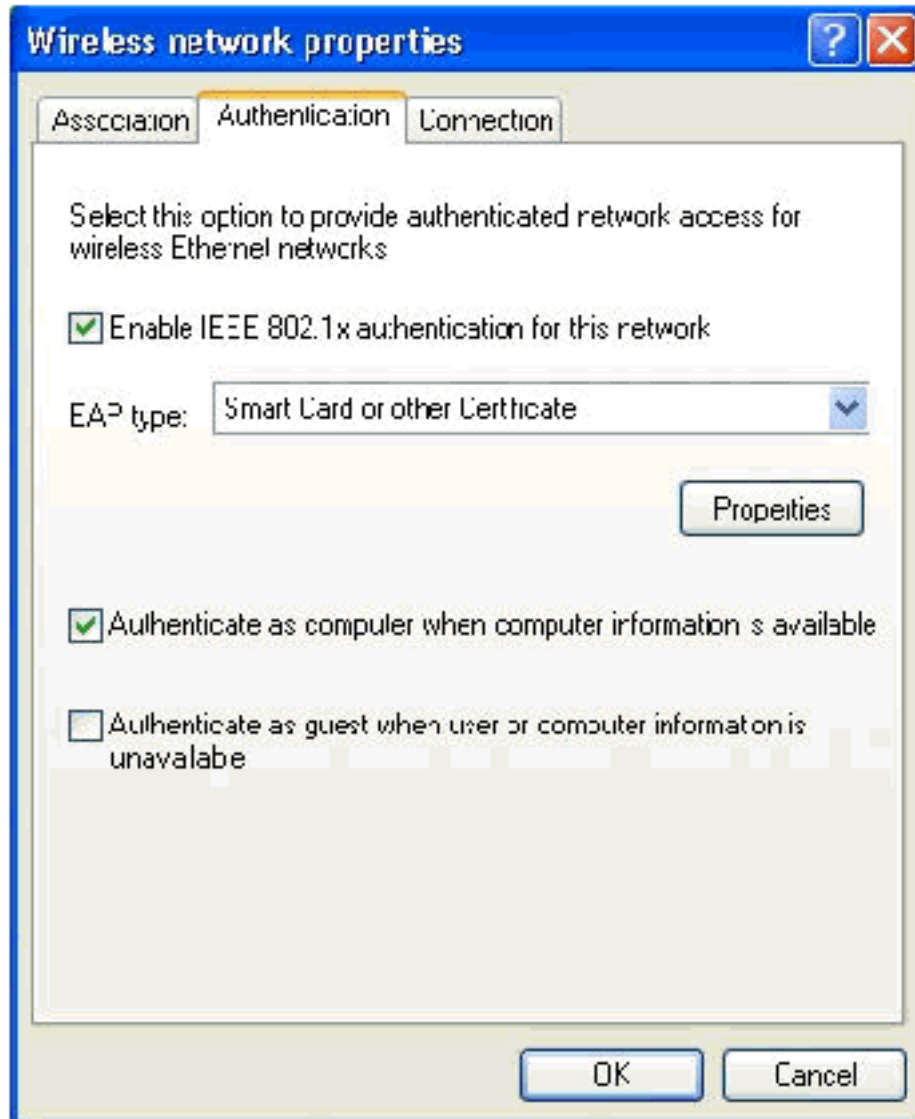 Wireless network properties
Association Authentication Connection
Select this option to provide authenticated network access for
wireless Ethernet networks
Enable IEEE 802.1x authentication for this network
EAP type: Smart Card or other Certificate
Properties
Authenticate as computer when computer information is available
Authenticate as guest when user or computer information is
unavailable
OK Cancel